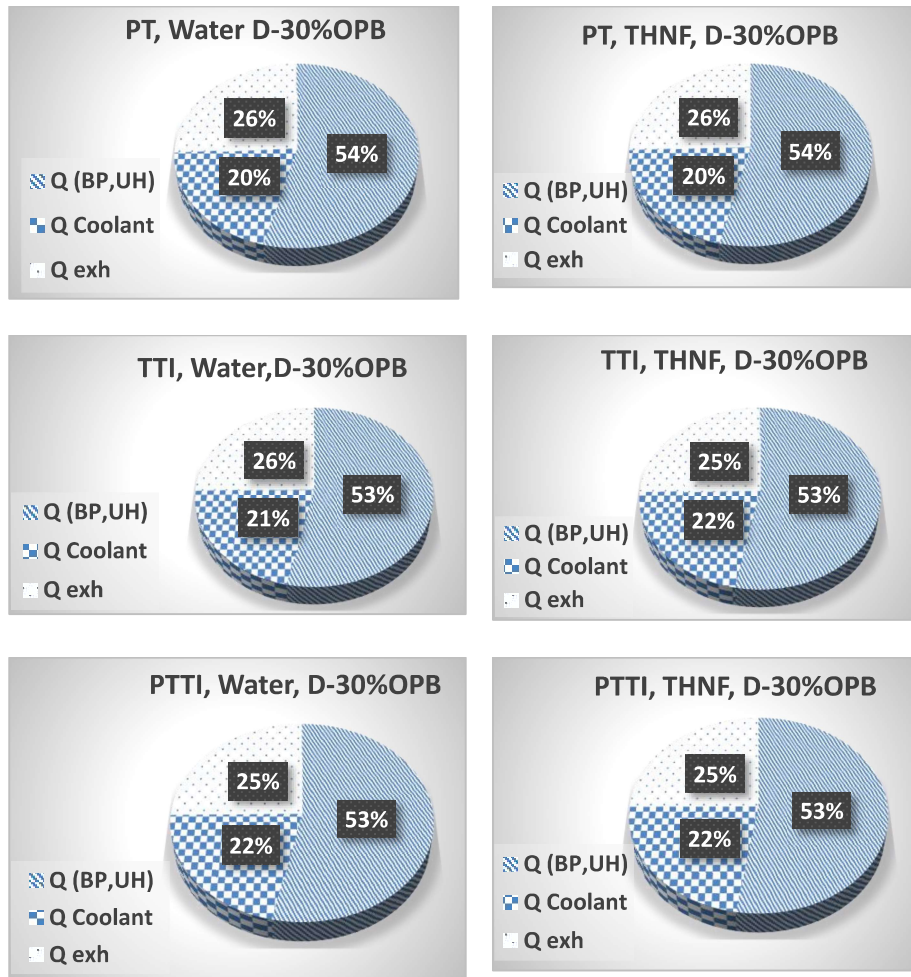 PT, Water D-30%OPB
26%
54%
20%
Q (BP,UH)
Q Coolant
Q exh
PT, THNF, D-30%OPB
26%
54%
20%
Q (BP,UH)
Q Coolant
Q exh
TTI, Water,D-30%OPB
26%
53%
21%
Q (BP,UH)
Q Coolant
Q exh
TTI, THNF, D-30%OPB
25%
53%
22%
Q (BP,UH)
Q Coolant
Q exh
PTTI, Water, D-30%OPB
25%
53%
22%
Q (BP,UH)
Q Coolant
Q exh
PTTI, THNF, D-30%OPB
25%
53%
22%
Q (BP,UH)
Q Coolant
Q exh